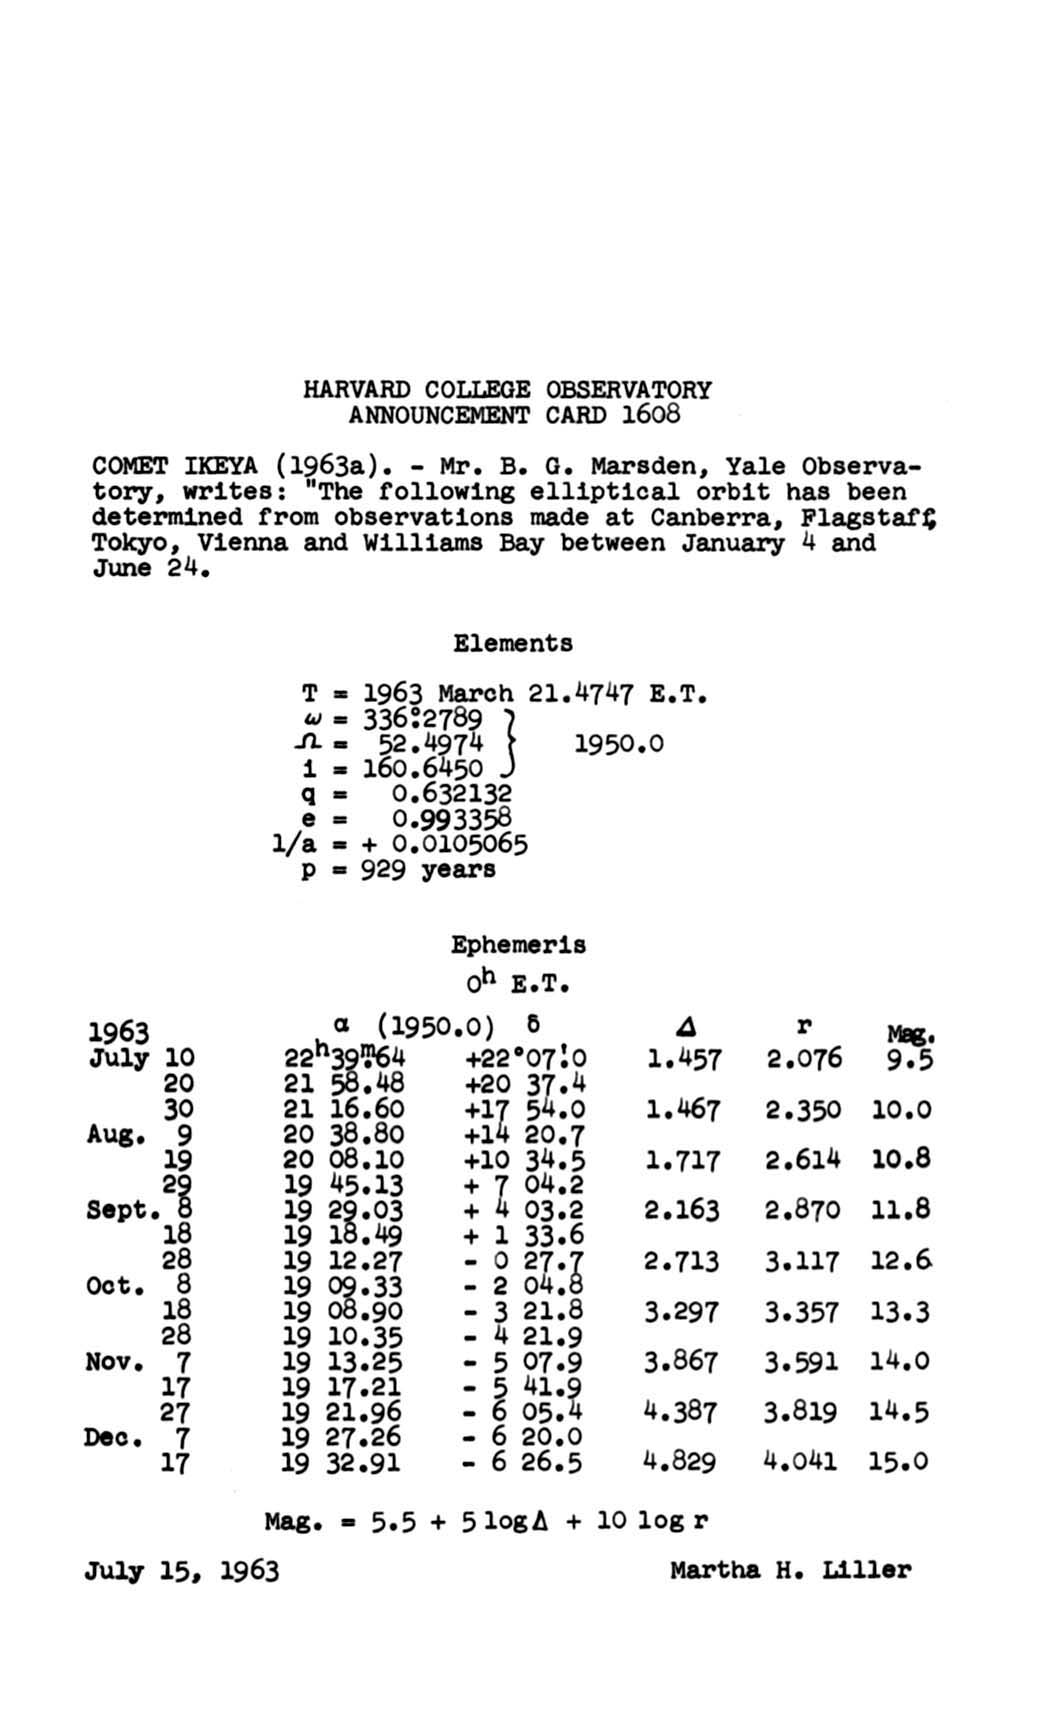 HARVARD COLLEGE OBSERVATORY
ANNOUNCEMENT CARD 1608
COMET IKEYA (1963a). - Mr. B. G. Marsden, Yale Observa-
tory, writes: "The following elliptical orbit has been
determined from observations made at Canberra, Flagstaff,
Tokyo, Vienna and Williams Bay between January 4 and
June 24.
Elements
T = 1963 March 21.4747 E.T.
ω = 336°.2789
Ω = 52.4974 } 1950.0
i = 160.6450
q = 0.632132
e = 0.993358
1/a = + 0.0105065
p = 929 years
Ephemeris
0h E.T.
1963 α (1950.0) δ Δ r Mag.
July 10 22h39m.64 +22°07'.0 1.457 2.076 9.5
20 21 58.48 +20 37.4
30 21 16.60 +17 54.0 1.467 2.350 10.0
Aug. 9 20 38.80 +14 20.7
19 20 08.10 +10 34.5 1.717 2.614 10.8
29 19 45.13 + 7 04.2
Sept. 8 19 29.03 + 4 03.2 2.163 2.870 11.8
18 19 18.49 + 1 33.6
28 19 12.27 - 0 27.7 2.713 3.117 12.6
Oct. 8 19 09.33 - 2 04.8
18 19 08.90 - 3 21.8 3.297 3.357 13.3
28 19 10.35 - 4 21.9
Nov. 7 19 13.25 - 5 07.9 3.867 3.591 14.0
17 19 17.21 - 5 41.9
27 19 21.96 - 6 05.4 4.387 3.819 14.5
Dec. 7 19 27.26 - 6 20.0
17 19 32.91 - 6 26.5 4.829 4.041 15.0
Mag. = 5.5 + 5 log Δ + 10 log r
July 15, 1963 Martha H. Liller